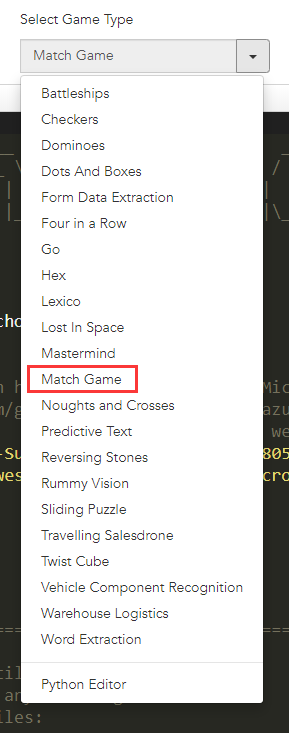 Select Game Type
Match Game
Battleships
Checkers
Dominoes
Dots And Boxes
Form Data Extraction
Four in a Row
Go
Hex
Lexico
Lost In Space
Mastermind
Match Game
Noughts and Crosses
Predictive Text
Reversing Stones
Rummy Vision
Sliding Puzzle
Travelling Salesdrone
Twist Cube
Vehicle Component Recognition
Warehouse Logistics
Word Extraction
Python Editor